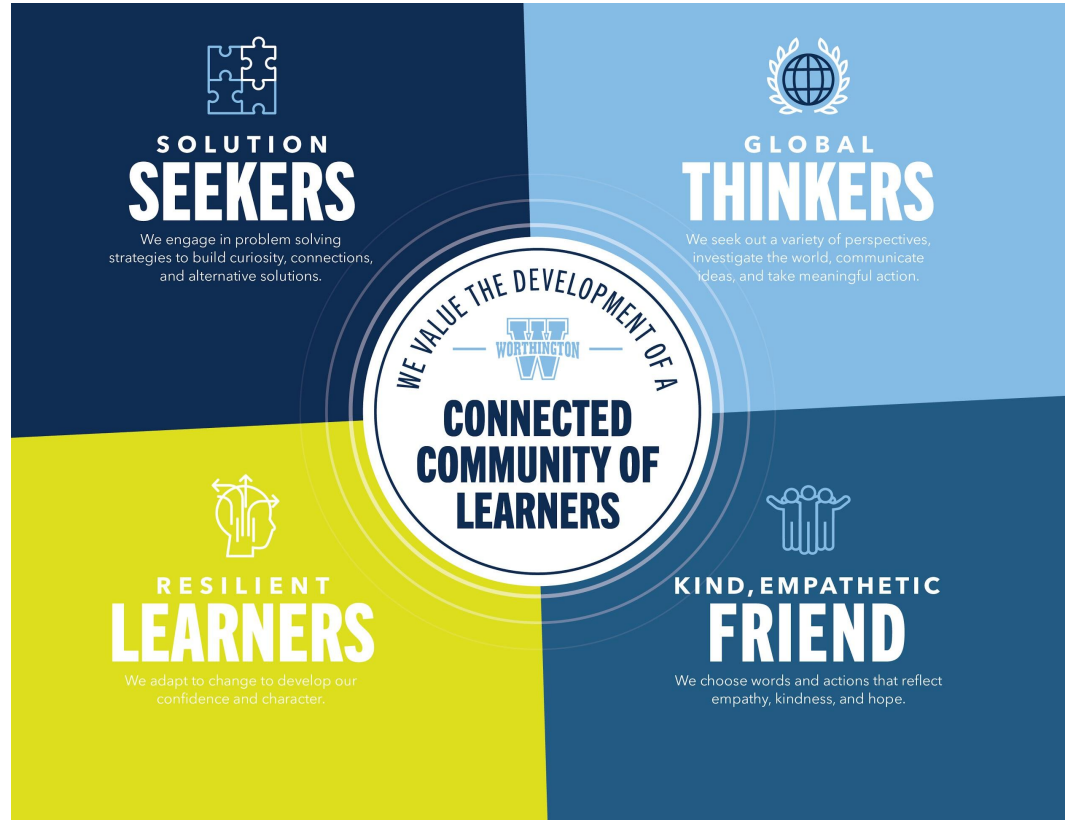 SOLUTION
SEEKERS
We engage in problem solving
strategies to build curiosity, connections,
and alternative solutions.
GLOBAL
THINKERS
We seek out a variety of perspectives,
investigate the world, communicate
ideas, and take meaningful action.
WE VALUE THE DEVELOPMENT OF A
W
WORTHINGTON
CONNECTED
COMMUNITY OF
LEARNERS
RESILIENT
LEARNERS
We adapt to change to develop our
confidence and character.
KIND, EMPATHETIC
FRIEND
We choose words and actions that reflect
empathy, kindness, and hope.